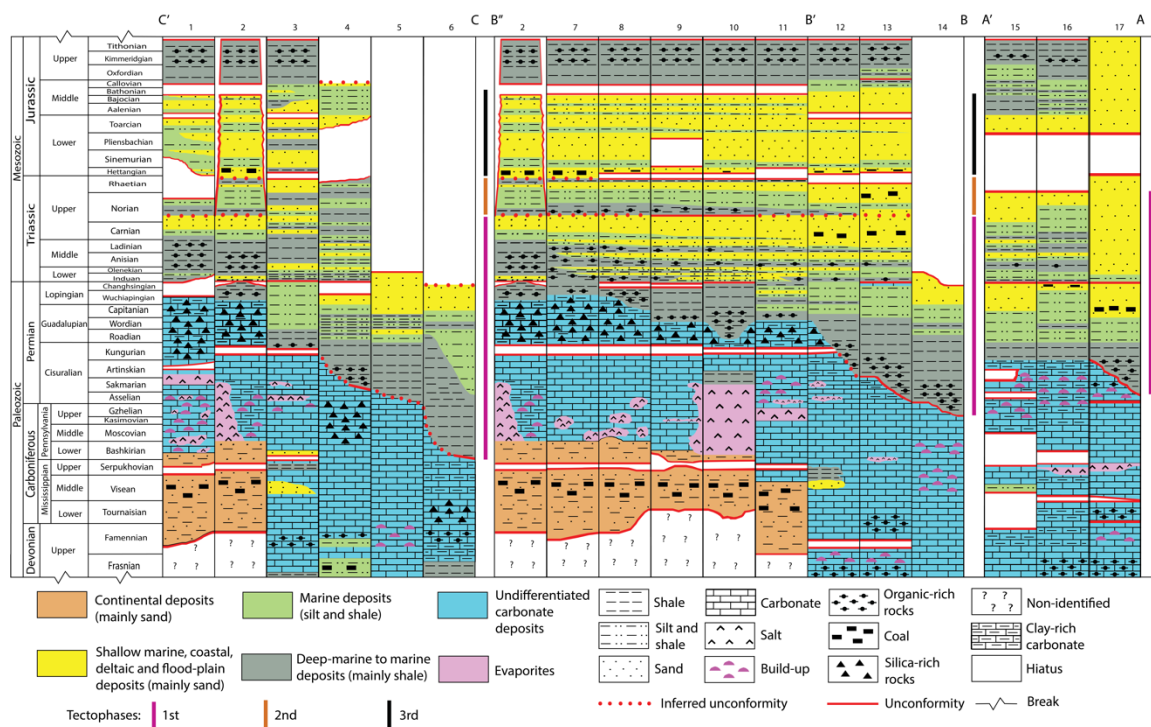 C' C B" B' B A' A
1 2 3 4 5 6 2 7 8 9 10 11 12 13 14 15 16 17
Mesozoic
Paleozoic
Jurassic
Triassic
Permian
Carboniferous
Devonian
Mississippian
Pennsylvania
Upper
Middle
Lower
Upper
Middle
Lower
Lopingian
Guadalupian
Cisuralian
Upper
Middle
Lower
Upper
Middle
Lower
Upper
Tithonian
Kimmeridgian
Oxfordian
Callovian
Bathonian
Bajocian
Aalenian
Toarcian
Pliensbachian
Sinemurian
Hettangian
Rhaetian
Norian
Carnian
Ladinian
Anisian
Olenekian
Induan
Changhsingian
Wuchiapingian
Capitanian
Wordian
Roadian
Kungurian
Artinskian
Sakmarian
Asselian
Gzhelian
Kasimovian
Moscovian
Bashkirian
Serpukhovian
Visean
Tournaisian
Famennian
Frasnian
Continental deposits
(mainly sand)
Marine deposits
(silt and shale)
Undifferentiated
carbonate
deposits
Shallow marine, coastal,
deltaic and flood-plain
deposits (mainly sand)
Deep-marine to marine
deposits (mainly shale)
Evaporites
Shale
Silt and
shale
Sand
Carbonate
Salt
Build-up
Organic-rich
rocks
Coal
Silica-rich
rocks
? ? ? ? Non-identified
Clay-rich
carbonate
Hiatus
Tectophases: 1st 2nd 3rd
Inferred unconformity
Unconformity
Break